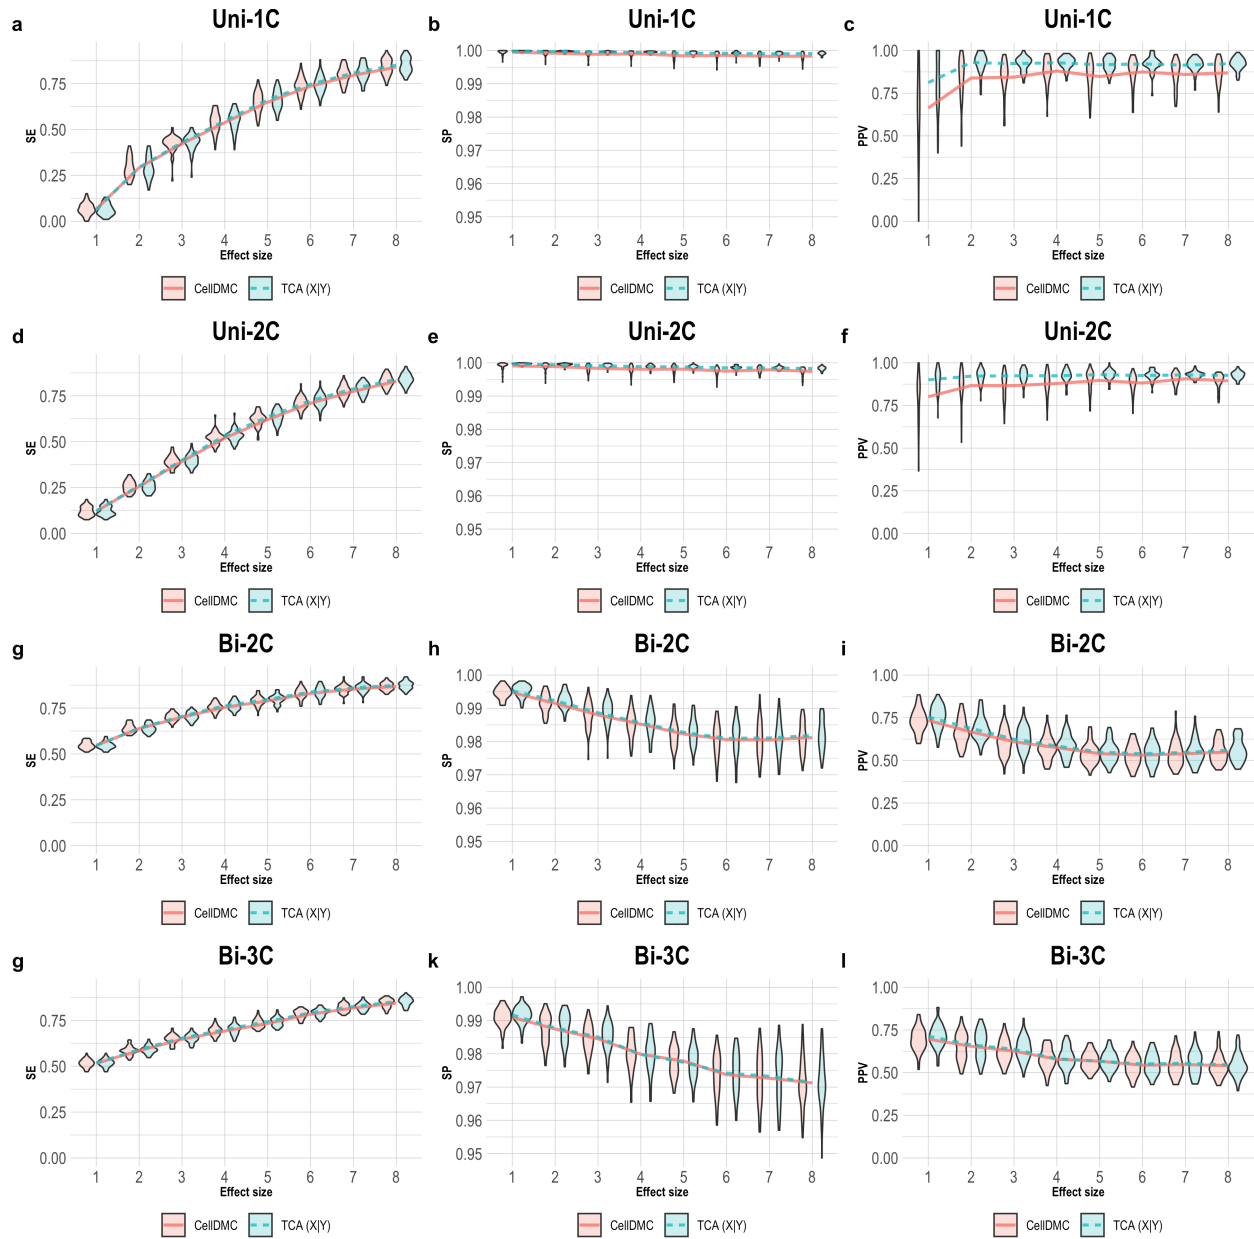 a Uni-1C
SE
0.75
0.50
0.25
0.00
1 2 3 4 5 6 7 8
Effect size
CellDMC TCA (X|Y)
b Uni-1C
SP
1.00
0.99
0.98
0.97
0.96
0.95
1 2 3 4 5 6 7 8
Effect size
CellDMC TCA (X|Y)
c Uni-1C
PPV
1.00
0.75
0.50
0.25
0.00
1 2 3 4 5 6 7 8
Effect size
CellDMC TCA (X|Y)
d Uni-2C
SE
0.75
0.50
0.25
0.00
1 2 3 4 5 6 7 8
Effect size
CellDMC TCA (X|Y)
e Uni-2C
SP
1.00
0.99
0.98
0.97
0.96
0.95
1 2 3 4 5 6 7 8
Effect size
CellDMC TCA (X|Y)
f Uni-2C
PPV
1.00
0.75
0.50
0.25
0.00
1 2 3 4 5 6 7 8
Effect size
CellDMC TCA (X|Y)
g Bi-2C
SE
0.75
0.50
0.25
0.00
1 2 3 4 5 6 7 8
Effect size
CellDMC TCA (X|Y)
h Bi-2C
SP
1.00
0.99
0.98
0.97
0.96
0.95
1 2 3 4 5 6 7 8
Effect size
CellDMC TCA (X|Y)
i Bi-2C
PPV
1.00
0.75
0.50
0.25
0.00
1 2 3 4 5 6 7 8
Effect size
CellDMC TCA (X|Y)
g Bi-3C
SE
0.75
0.50
0.25
0.00
1 2 3 4 5 6 7 8
Effect size
CellDMC TCA (X|Y)
k Bi-3C
SP
1.00
0.99
0.98
0.97
0.96
0.95
1 2 3 4 5 6 7 8
Effect size
CellDMC TCA (X|Y)
l Bi-3C
PPV
1.00
0.75
0.50
0.25
0.00
1 2 3 4 5 6 7 8
Effect size
CellDMC TCA (X|Y)